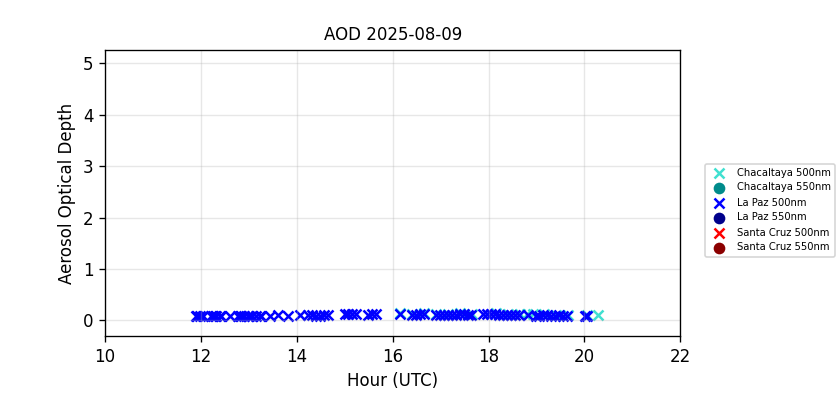 AOD 2025-08-09
Aerosol Optical Depth
5
4
3
2
1
0
10 12 14 16 18 20 22
Hour (UTC)
Chacaltaya 500nm
Chacaltaya 550nm
La Paz 500nm
La Paz 550nm
Santa Cruz 500nm
Santa Cruz 550nm